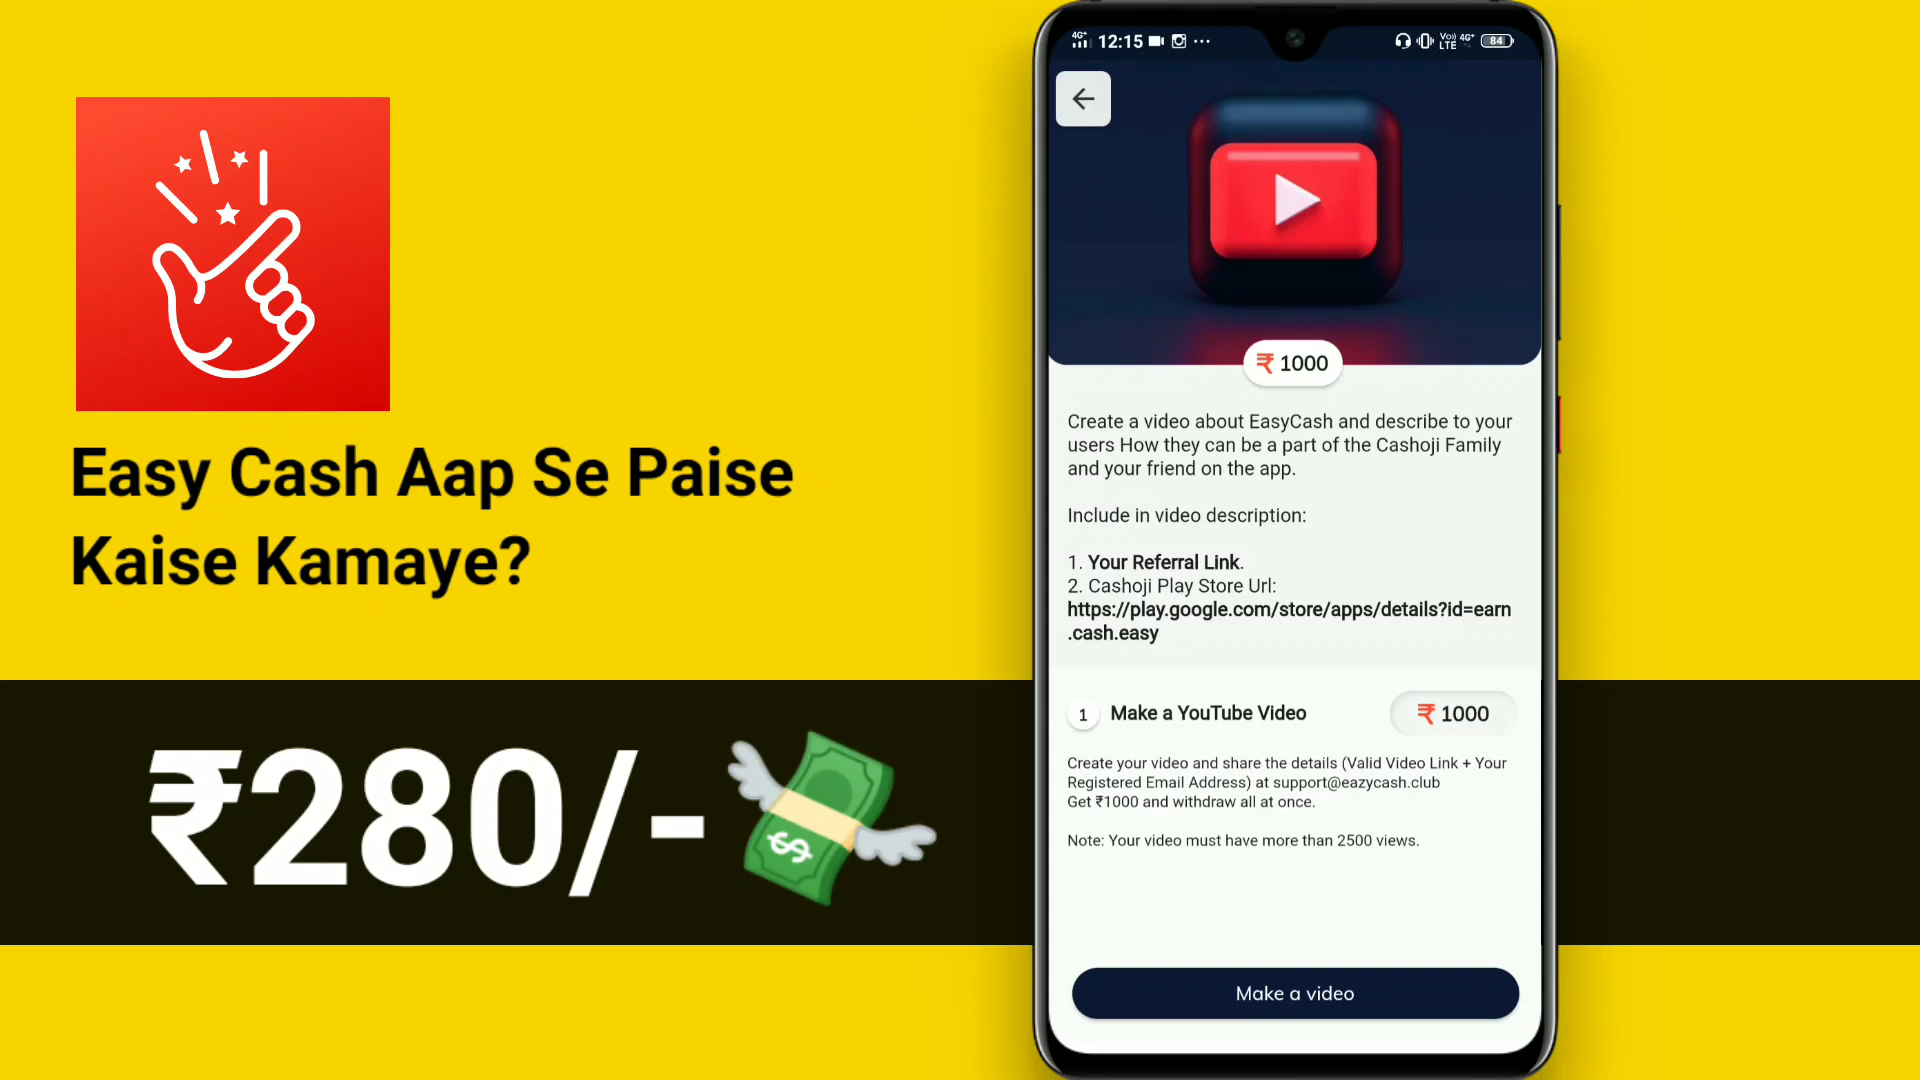 Easy Cash Aap Se Paise
Kaise Kamaye?
₹280/-
4G+ 12:15 ··· Vo)) LTE 4G+ 84
₹ 1000
Create a video about EasyCash and describe to your
users How they can be a part of the Cashoji Family
and your friend on the app.
Include in video description:
1. Your Referral Link.
2. Cashoji Play Store Url:
https://play.google.com/store/apps/details?id=earn
.cash.easy
1 Make a YouTube Video ₹ 1000
Create your video and share the details (Valid Video Link + Your
Registered Email Address) at support@eazycash.club
Get ₹1000 and withdraw all at once.
Note: Your video must have more than 2500 views.
Make a video